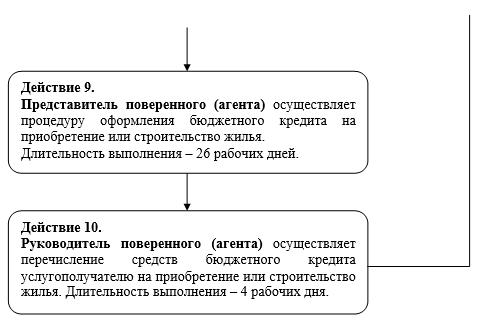 Действие 9.
Представитель поверенного (агента) осуществляет
процедуру оформления бюджетного кредита на
приобретение или строительство жилья.
Длительность выполнения – 26 рабочих дней.
Действие 10.
Руководитель поверенного (агента) осуществляет
перечисление средств бюджетного кредита
услугополучателю на приобретение или строительство
жилья. Длительность выполнения – 4 рабочих дня.